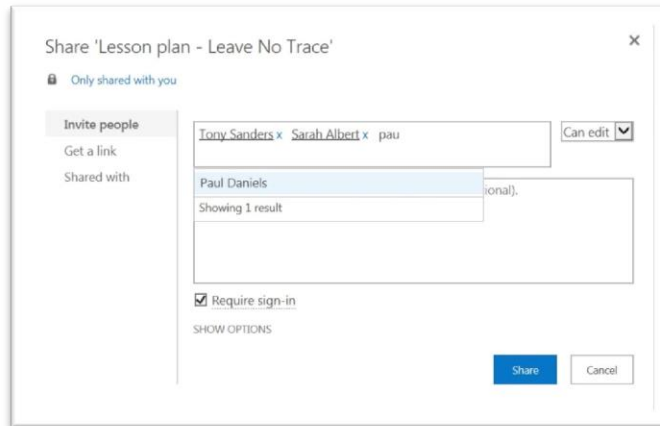 Share 'Lesson plan - Leave No Trace'
Only shared with you
Invite people
Get a link
Shared with
Tony Sanders x Sarah Albert x pau
Can edit
Paul Daniels
Showing 1 result
ional).
Require sign-in
SHOW OPTIONS
Share
Cancel